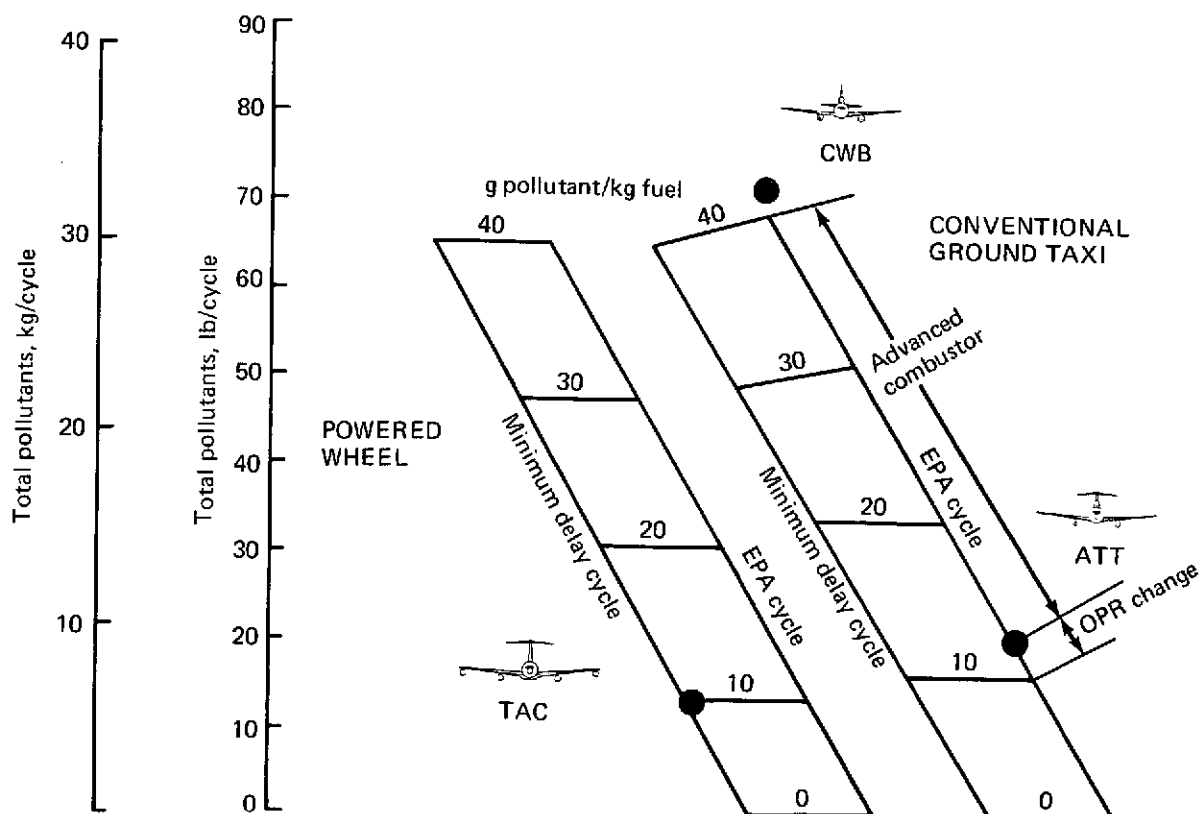 Total pollutants, kg/cycle
40
30
20
10
0
Total pollutants, lb/cycle
90
80
70
60
50
40
30
20
10
0
CWB
g pollutant/kg fuel
40
30
20
10
0
POWERED
WHEEL
Minimum delay cycle
EPA cycle
TAC
40
30
20
10
0
CONVENTIONAL
GROUND TAXI
Minimum delay cycle
EPA cycle
Advanced
combustor
ATT
OPR change